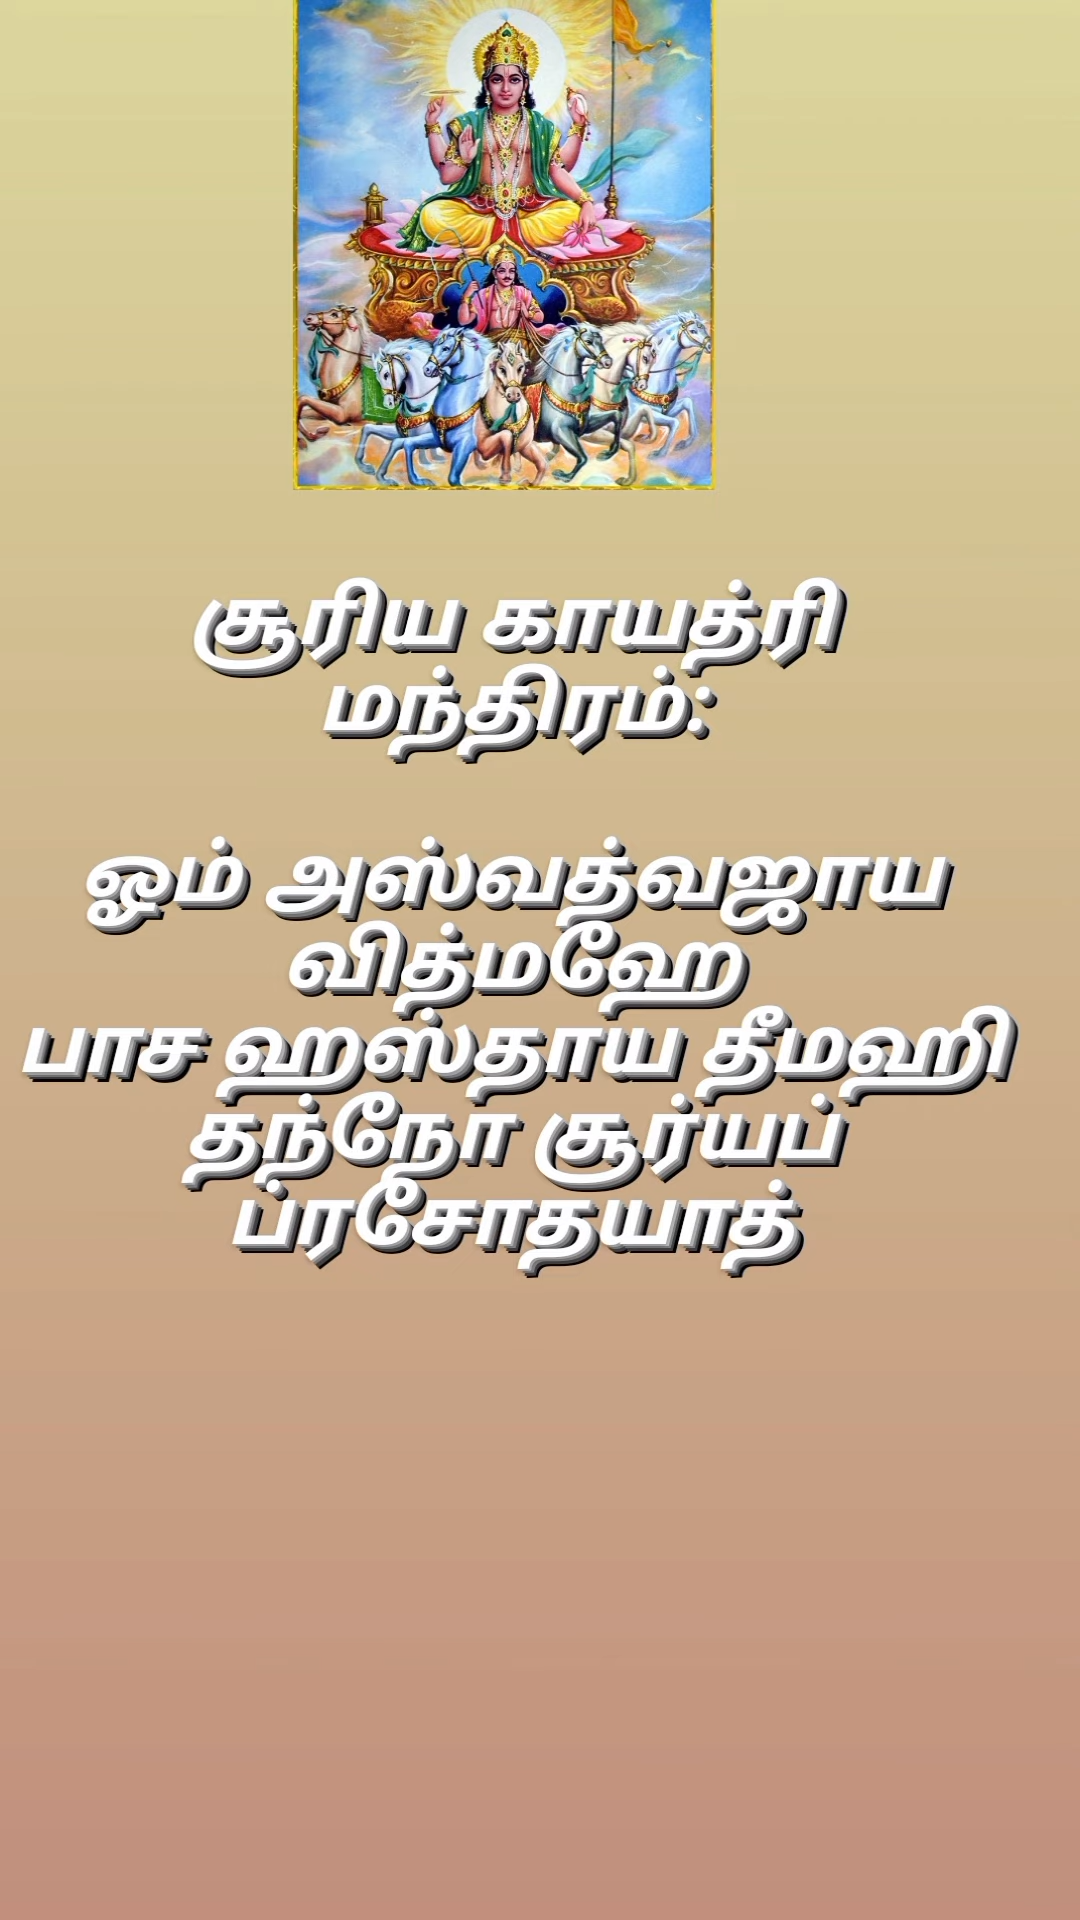 சூரிய காயத்ரி
மந்திரம்:
ஓம் அஸ்வத்வஜாய
வித்மஹே
பாச ஹஸ்தாய தீமஹி
தந்நோ சூர்யப்
ப்ரசோதயாத்